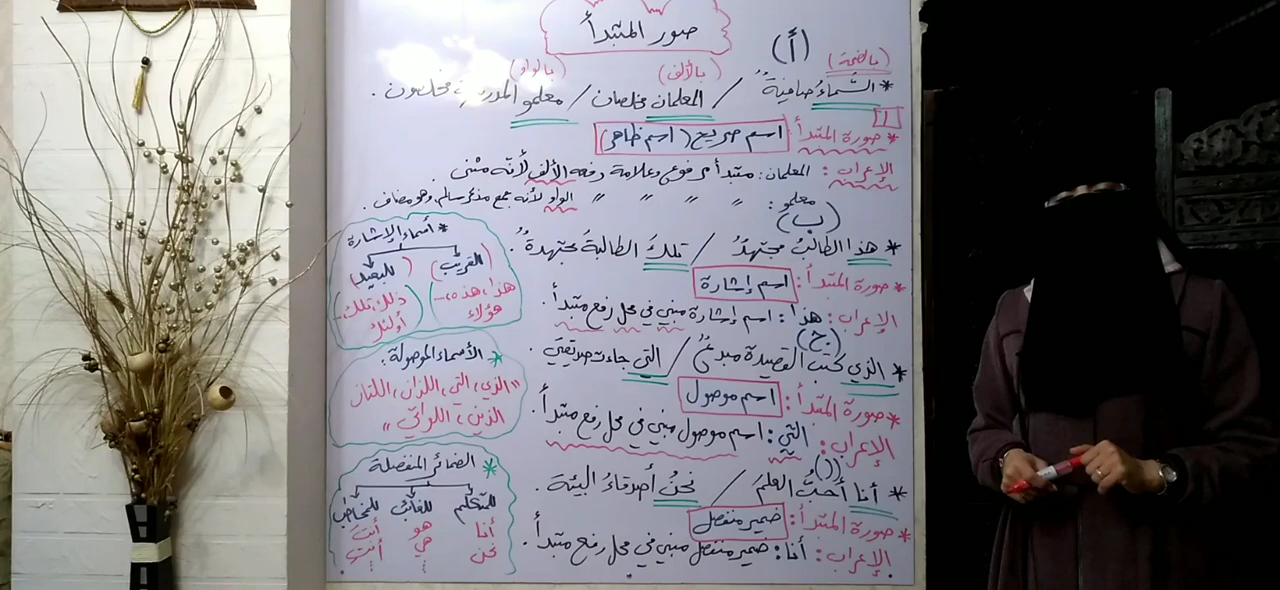 صور المبتدأ
(أ)
(بالضمة) (بالألف) (بالواو)
* السَّماءُ صافيةٌ / المعلمان مخلصان / معلمو المدرسة مخلصون .
1
* صورة المبتدأ : اسم صريح (اسم ظاهر)
الإعراب : المعلمان : مبتدأ مرفوع وعلامة رفعه الألف لأنّه مثنى .
معلمو : " " " " الواو لأنه جمع مذكر سالم، وهو مضاف .
(ب)
* هذا الطالبُ مجتهدٌ / تلكَ الطالبةُ مجتهدةٌ .
* صورة المبتدأ : اسم إشارة
الإعراب : هذا : اسم إشارة مبني في محل رفع مبتدأ .
(ج)
* الذي كتبَ القصيدة مبدعٌ / التي جاءت صديقتي .
* صورة المبتدأ : اسم موصول
الإعراب : التي : اسم موصول مبني في محل رفع مبتدأ .
(د)
* أنا أحبُّ العلمَ / نحنُ أصدقاءُ البيئة .
* صورة المبتدأ : ضمير منفصل
الإعراب : أنا : ضمير منفصل مبني في محل رفع مبتدأ .
* أسماء الإشارة
(للقريب) (للبعيد)
هذا، هذه، ... ذلك، تلك، ...
هؤلاء أولئك
* الأسماء الموصولة :
"الذي، التي، اللذان، اللتان
الذين، اللواتي"
* الضمائر المنفصلة
للمتكلم للغائب للمخاطب
أنا هو أنتَ
نحن هي أنتِ